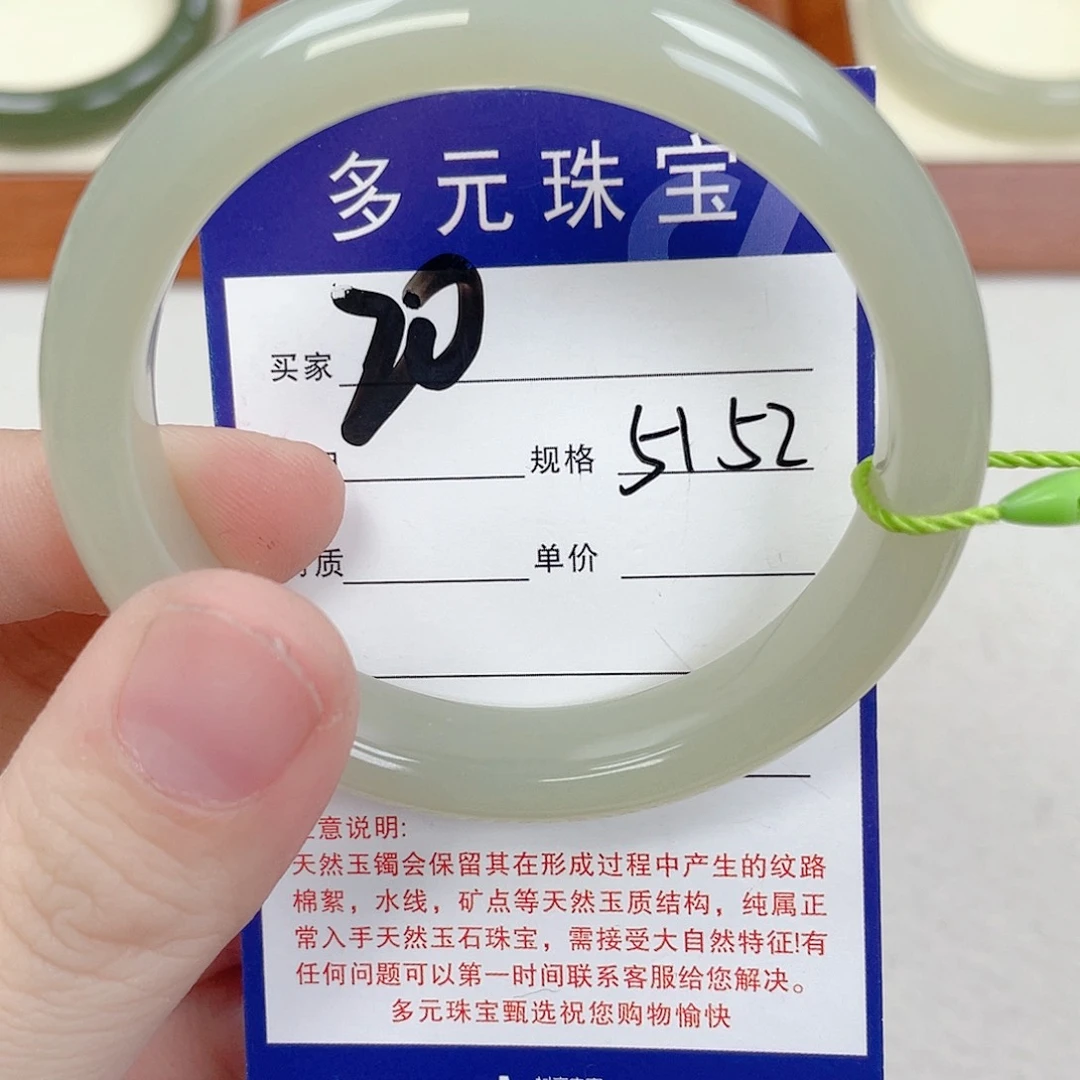 多元珠宝
买家 20
规格 51 52
质 单价
意说明:
天然玉镯会保留其在形成过程中产生的纹路
棉絮，水线，矿点等天然玉质结构，纯属正
常入手天然玉石珠宝，需接受大自然特征!有
任何问题可以第一时间联系客服给您解决。
多元珠宝甄选祝您购物愉快